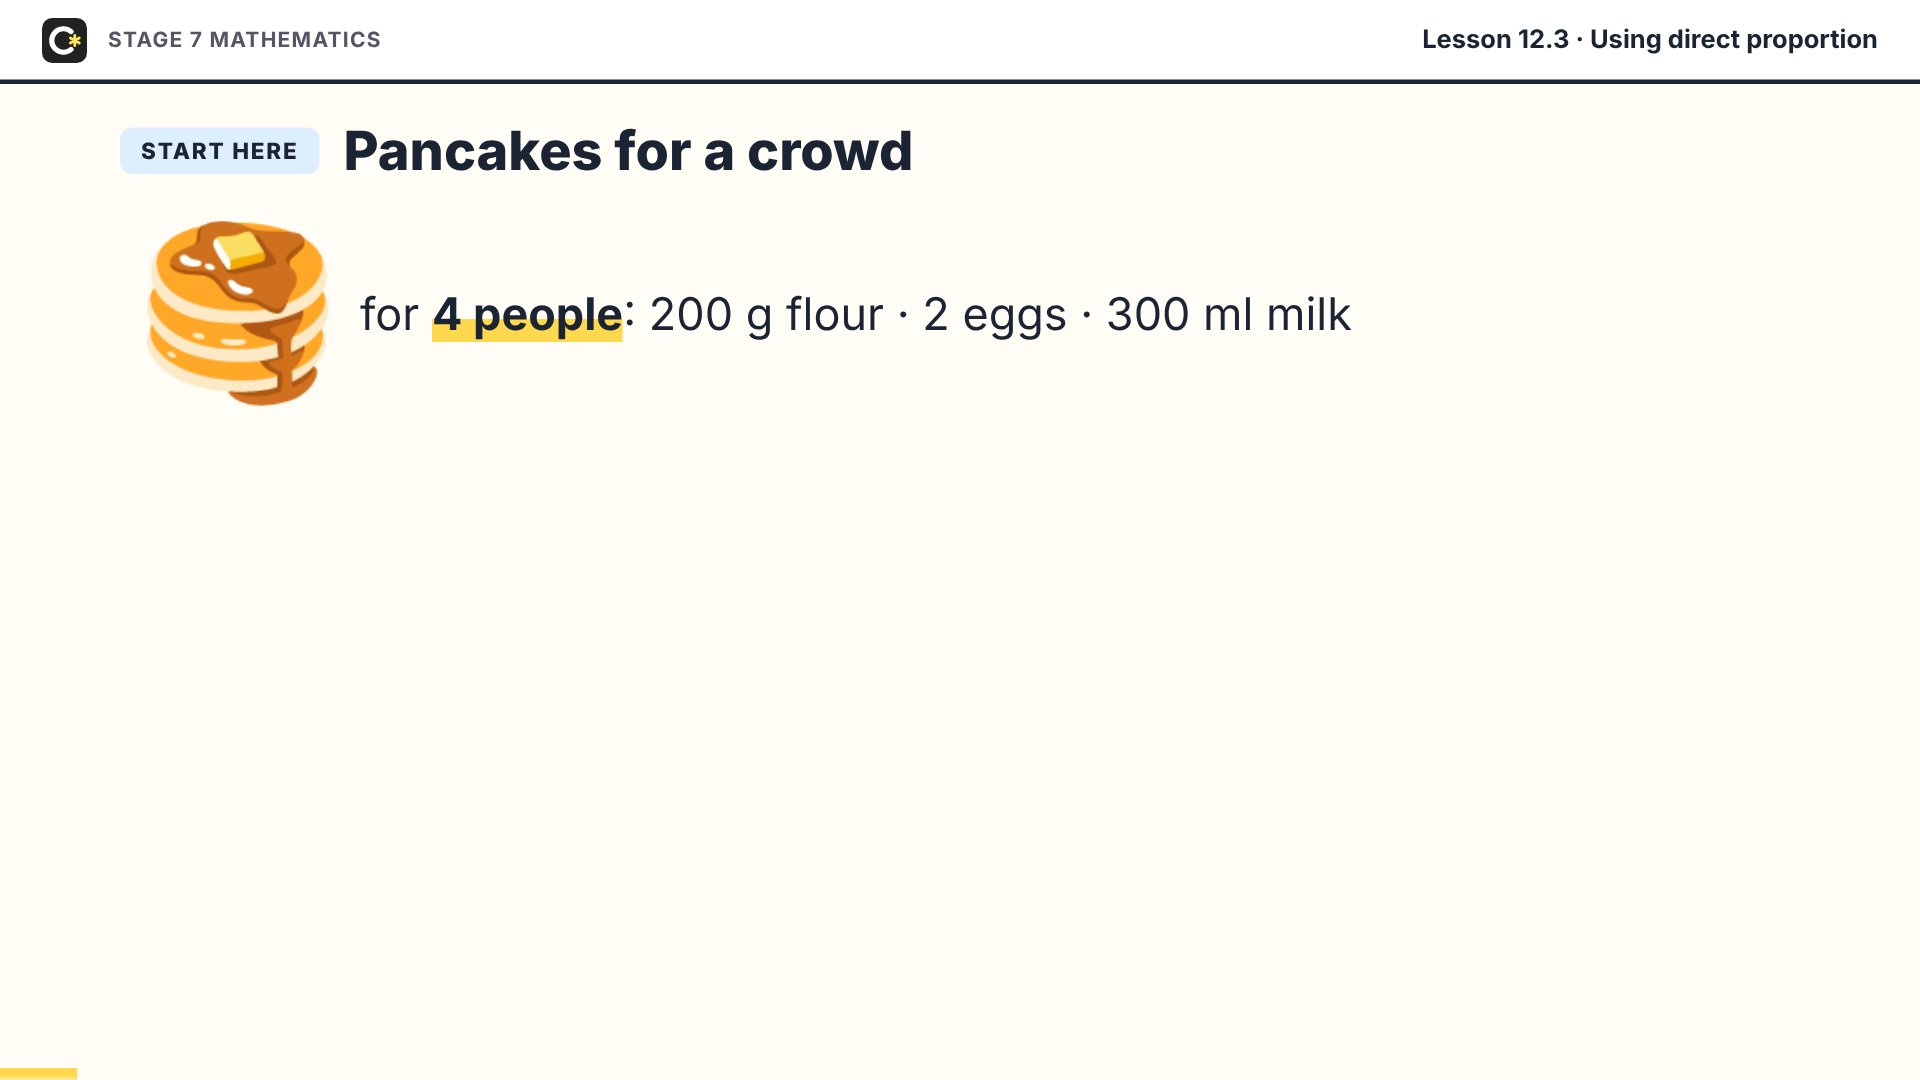 STAGE 7 MATHEMATICS
Lesson 12.3 · Using direct proportion
START HERE
Pancakes for a crowd
for 4 people: 200 g flour · 2 eggs · 300 ml milk